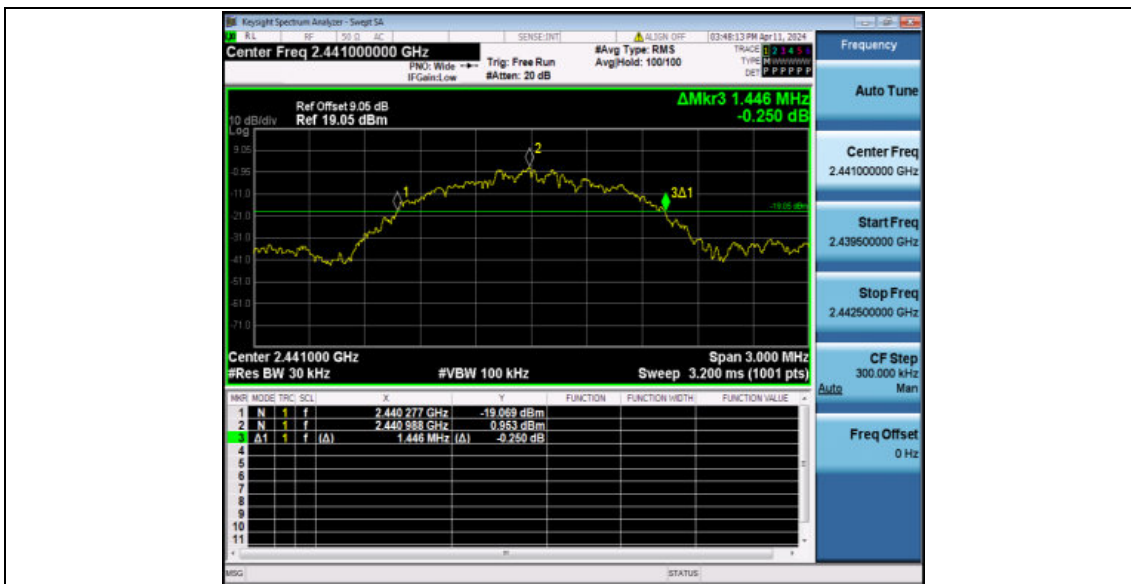 Keysight Spectrum Analyzer - Swept SA
RL RF 50 Ω AC SENSE:INT ALIGN OFF 03:48:13 PM Apr 11, 2024
Center Freq 2.441000000 GHz
PNO: Wide
IFGain:Low
Trig: Free Run
#Atten: 20 dB
#Avg Type: RMS
Avg|Hold: 100/100
TRACE 1 2 3 4 5 6
TYPE M W W W W W
DET P P P P P P
Frequency
Auto Tune
Center Freq
2.441000000 GHz
Start Freq
2.439500000 GHz
Stop Freq
2.442500000 GHz
CF Step
300.000 kHz
Auto Man
Freq Offset
0 Hz
ΔMkr3 1.446 MHz
-0.250 dB
Ref Offset 9.05 dB
10 dB/div Ref 19.05 dBm
Log
9.05
-0.95
-11.0
-21.0
-31.0
-41.0
-51.0
-61.0
-71.0
1
2
3Δ1
-19.05 dBm
Center 2.441000 GHz Span 3.000 MHz
#Res BW 30 kHz #VBW 100 kHz Sweep 3.200 ms (1001 pts)
MKR MODE TRC SCL X Y FUNCTION FUNCTION WIDTH FUNCTION VALUE
1 N 1 f 2.440 277 GHz -19.069 dBm
2 N 1 f 2.440 988 GHz 0.953 dBm
3 Δ1 1 f (Δ) 1.446 MHz (Δ) -0.250 dB
4
5
6
7
8
9
10
11
MSG STATUS